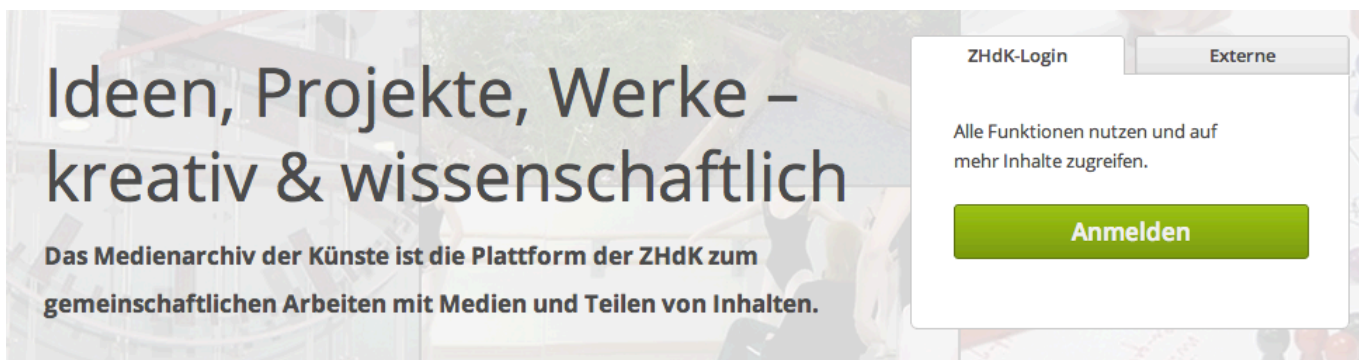 Ideen, Projekte, Werke –
kreativ & wissenschaftlich
Das Medienarchiv der Künste ist die Plattform der ZHdK zum
gemeinschaftlichen Arbeiten mit Medien und Teilen von Inhalten.
ZHdK-Login
Externe
Alle Funktionen nutzen und auf
mehr Inhalte zugreifen.
Anmelden